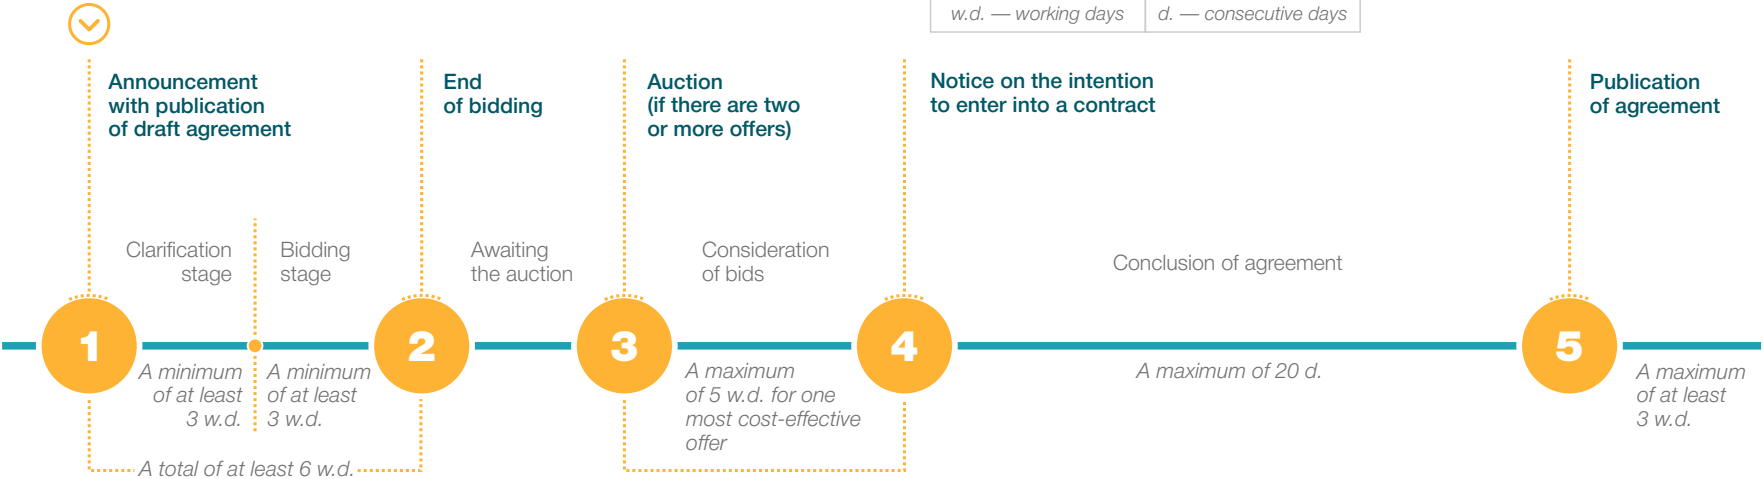 w.d. — working days
d. — consecutive days
Announcement
with publication
of draft agreement
End
of bidding
Auction
(if there are two
or more offers)
Notice on the intention
to enter into a contract
Publication
of agreement
Clarification
stage
Bidding
stage
Awaiting
the auction
Consideration
of bids
Conclusion of agreement
1
2
3
4
5
A minimum
of at least
3 w.d.
A minimum
of at least
3 w.d.
A maximum
of 5 w.d. for one
most cost-effective
offer
A maximum of 20 d.
A maximum
of at least
3 w.d.
A total of at least 6 w.d.